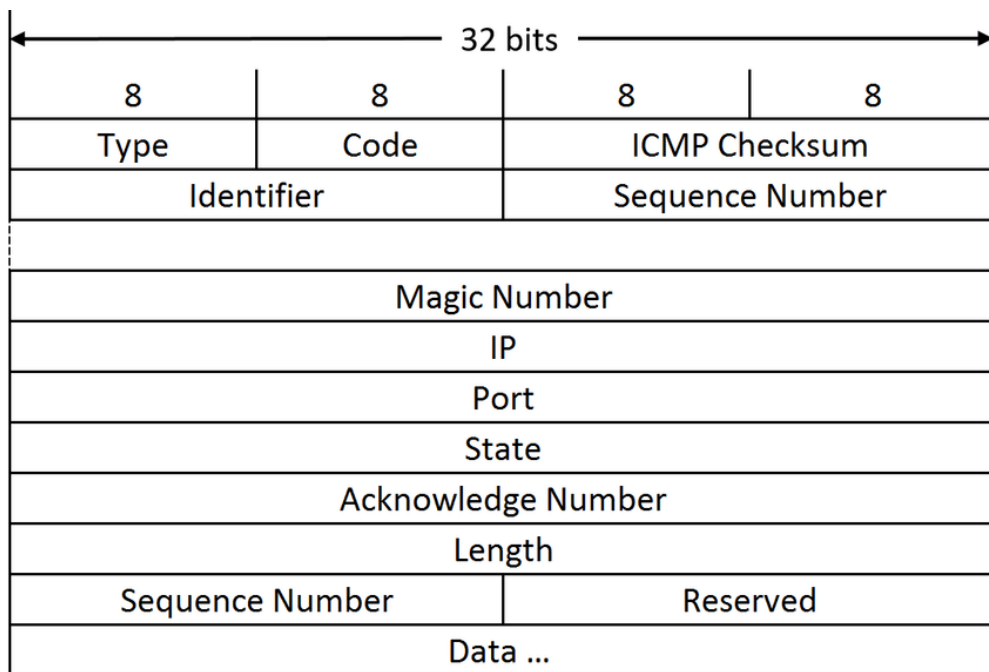 32 bits
8 8 8 8
Type Code ICMP Checksum
Identifier Sequence Number
Magic Number
IP
Port
State
Acknowledge Number
Length
Sequence Number Reserved
Data ...